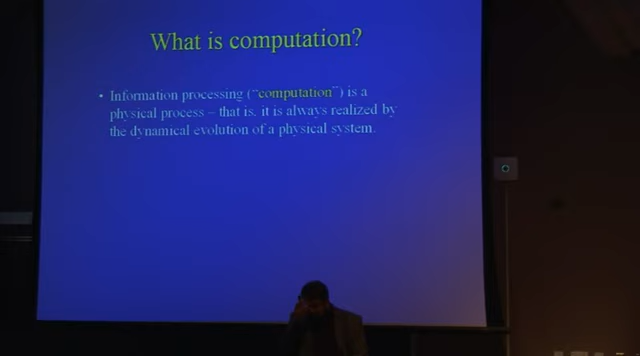 What is computation?
• Information processing ("computation") is a
physical process – that is, it is always realized by
the dynamical evolution of a physical system.